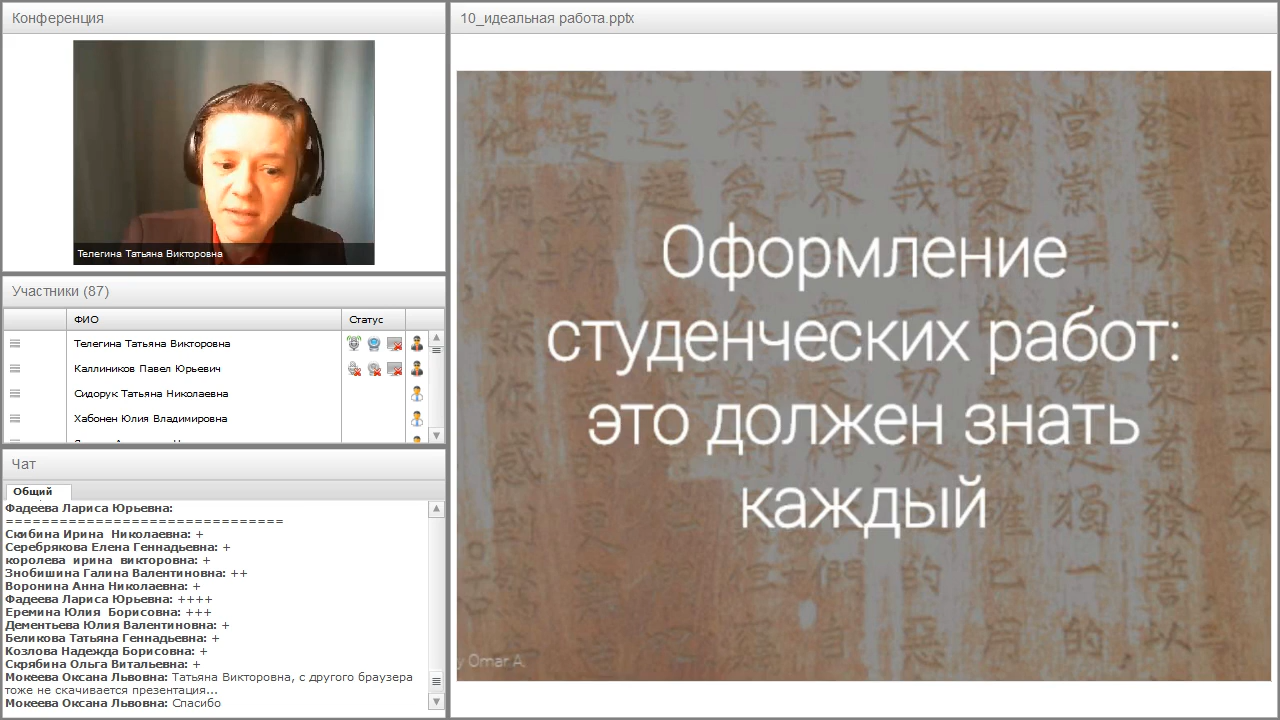 Конференция
Телегина Татьяна Викторовна
Участники (87)
ФИО
Статус
Телегина Татьяна Викторовна
Каллиников Павел Юрьевич
Сидорук Татьяна Николаевна
Хабонен Юлия Владимировна
Чат
Общий
Фадеева Лариса Юрьевна:
===============================
Скибина Ирина  Николаевна: +
Серебрякова Елена Геннадьевна: +
королева  ирина  викторовна: +
Знобишина Галина Валентиновна: ++
Воронина Анна Николаевна: +
Фадеева Лариса Юрьевна: ++++
Еремина Юлия  Борисовна: +++
Дементьева Юлия Валентиновна: +
Беликова Татьяна Геннадьевна: +
Козлова Надежда Борисовна: +
Скрябина Ольга Витальевна: +
Мокеева Оксана Львовна: Татьяна Викторовна, с другого браузера
тоже не скачивается презентация...
Мокеева Оксана Львовна: Спасибо
10_идеальная работа.pptx
Оформление
студенческих работ:
это должен знать
каждый
y Omar A.